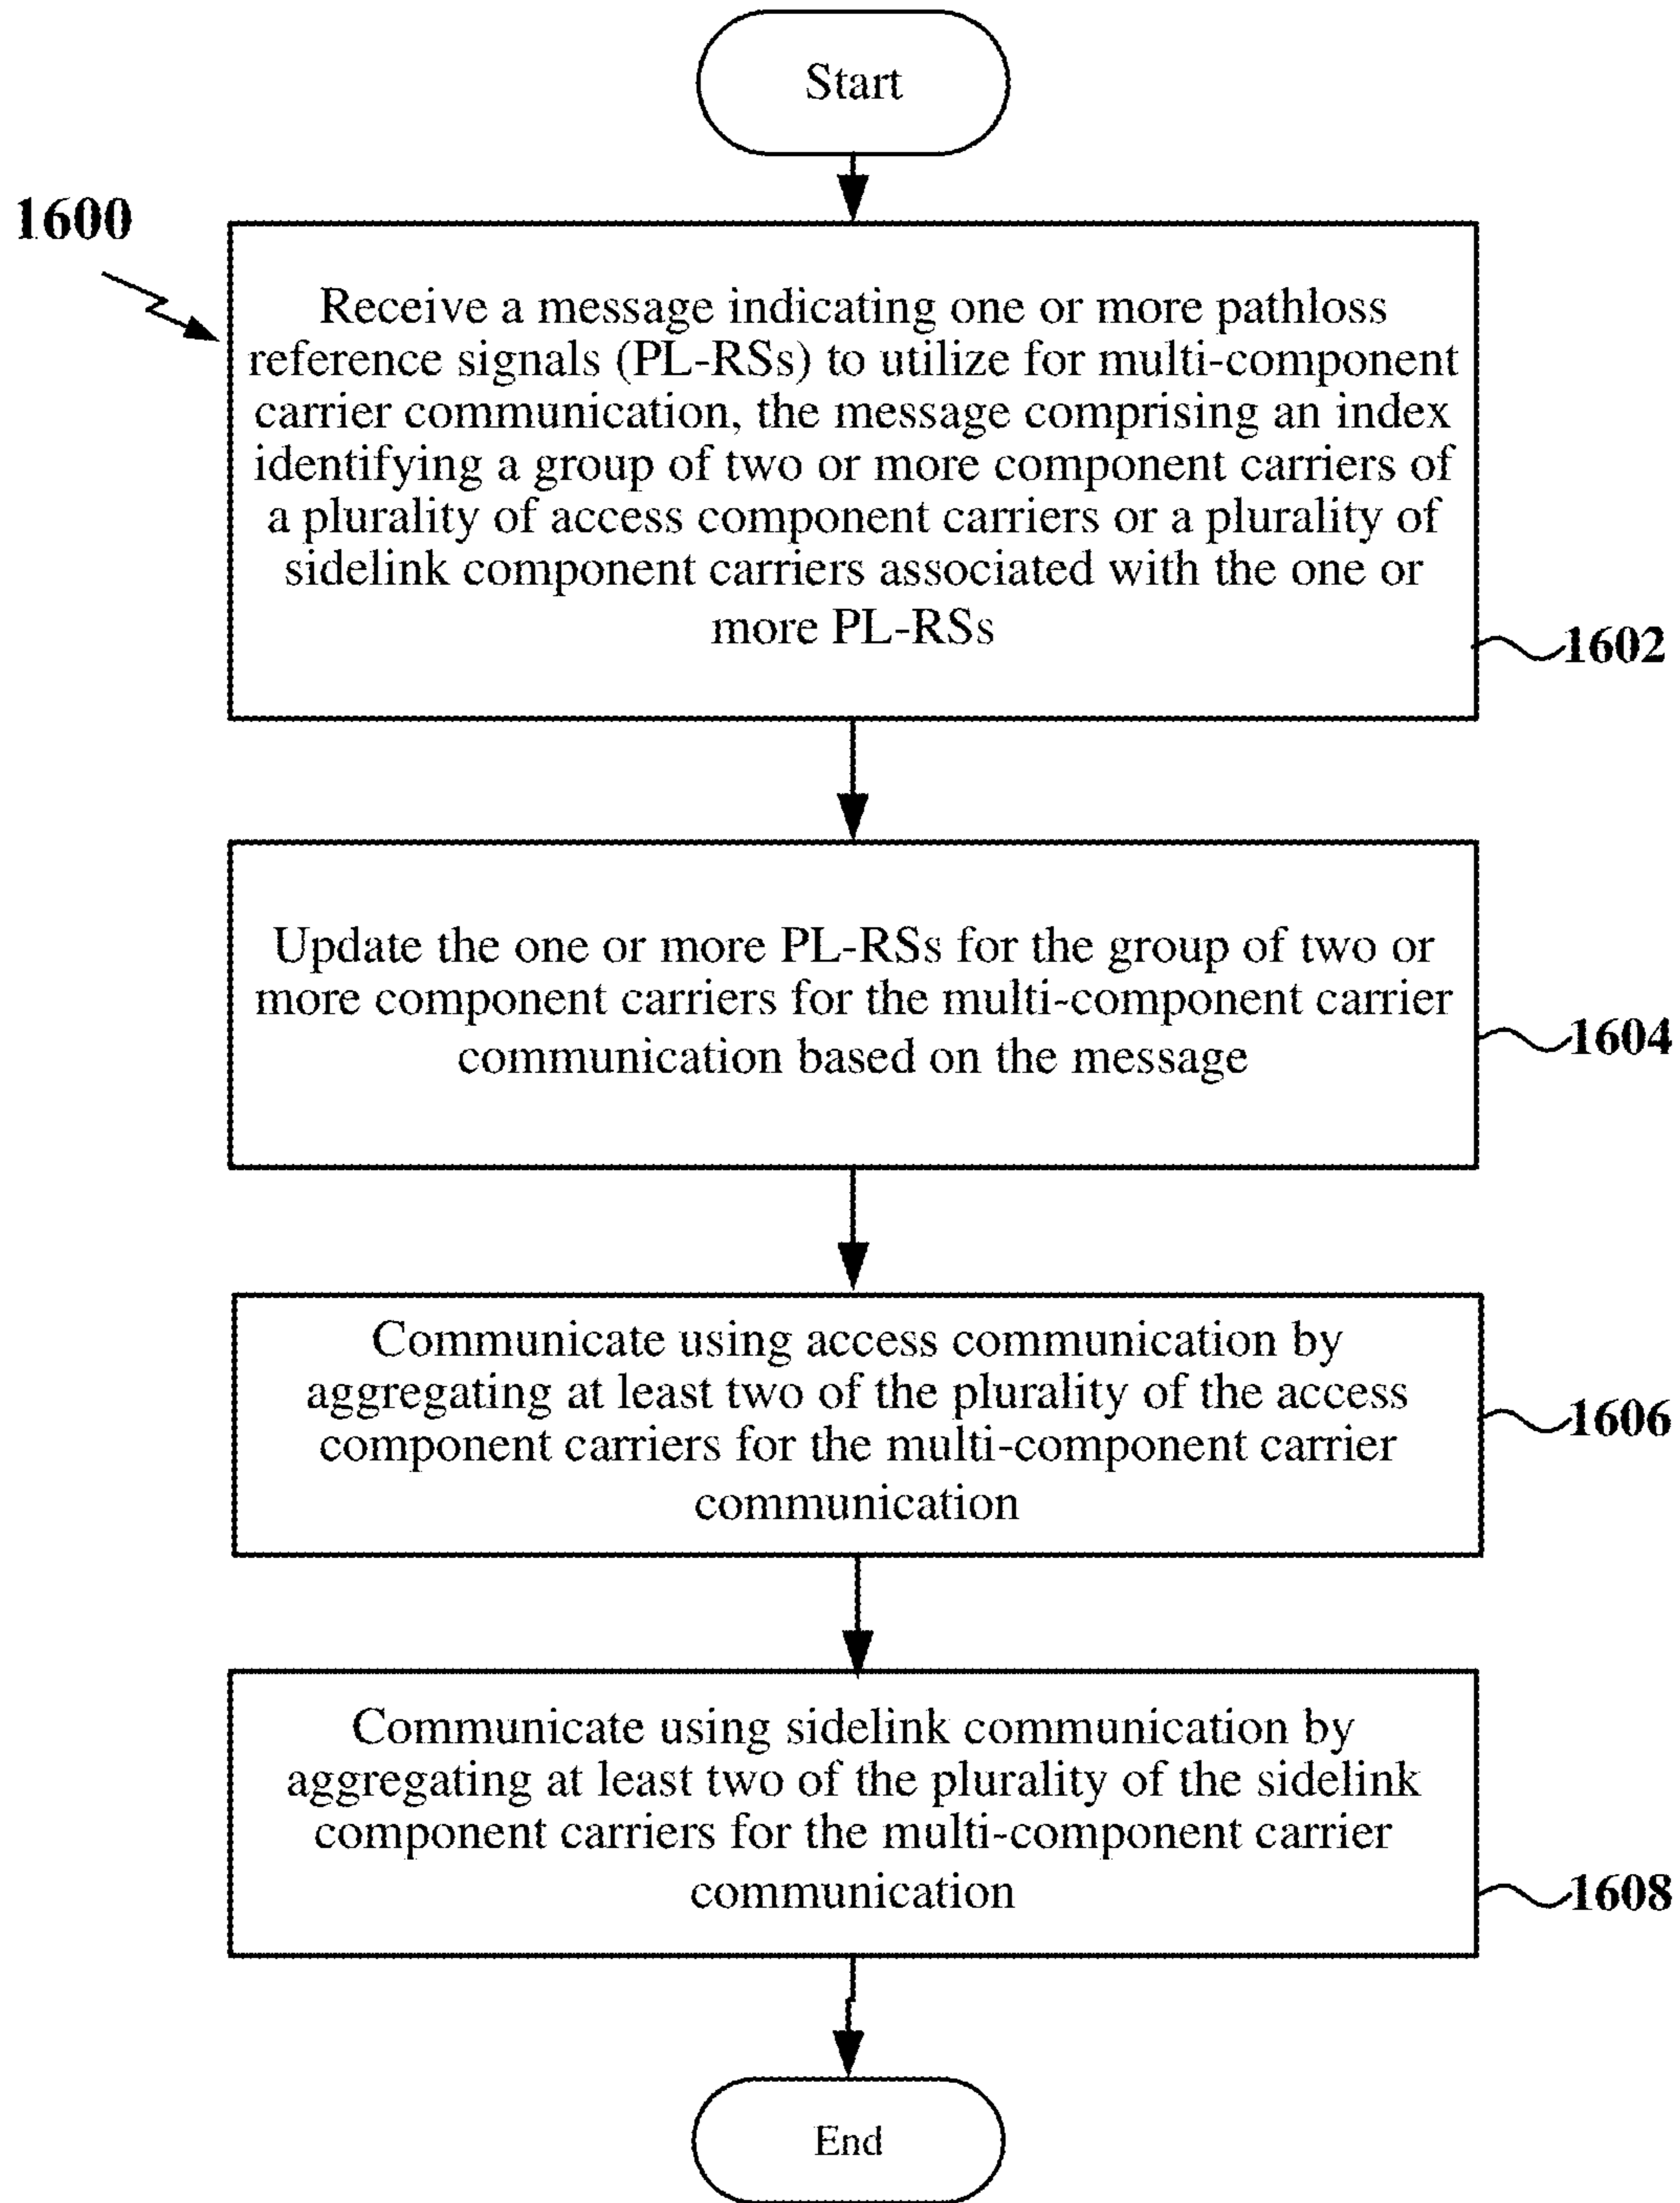 Start
1600
Receive a message indicating one or more pathloss
reference signals (PL-RSs) to utilize for multi-component
carrier communication, the message comprising an index
identifying a group of two or more component carriers of
a plurality of access component carriers or a plurality of
sidelink component carriers associated with the one or
more PL-RSs
1602
Update the one or more PL-RSs for the group of two or
more component carriers for the multi-component carrier
communication based on the message
1604
Communicate using access communication by
aggregating at least two of the plurality of the access
component carriers for the multi-component carrier
communication
1606
Communicate using sidelink communication by
aggregating at least two of the plurality of the sidelink
component carriers for the multi-component carrier
communication
1608
End